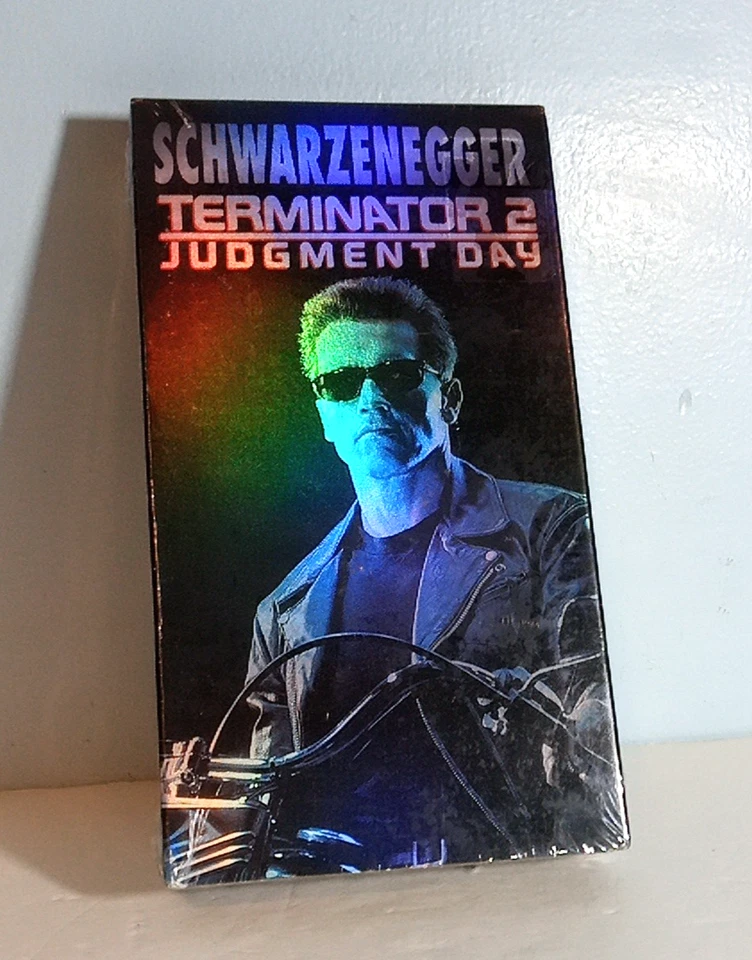 SCHWARZENEGGER
TERMINATOR 2
JUDGMENT DAY